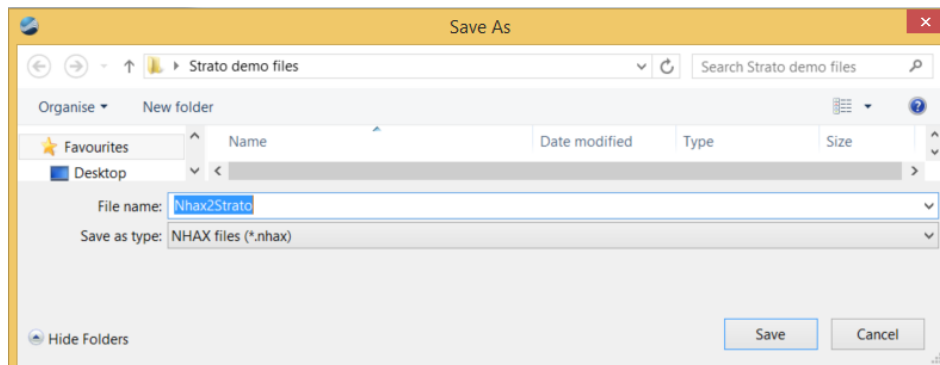 Save As
Strato demo files
Search Strato demo files
Organise New folder
Name Date modified Type Size
Favourites
Desktop
File name: Nhax2Strato
Save as type: NHAX files (*.nhax)
Hide Folders Save Cancel